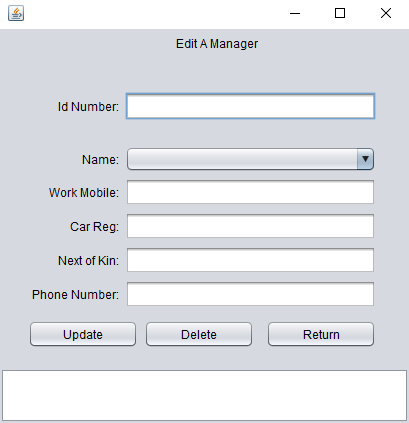 Edit A Manager
Id Number:
Name:
Work Mobile:
Car Reg:
Next of Kin:
Phone Number:
Update Delete Return